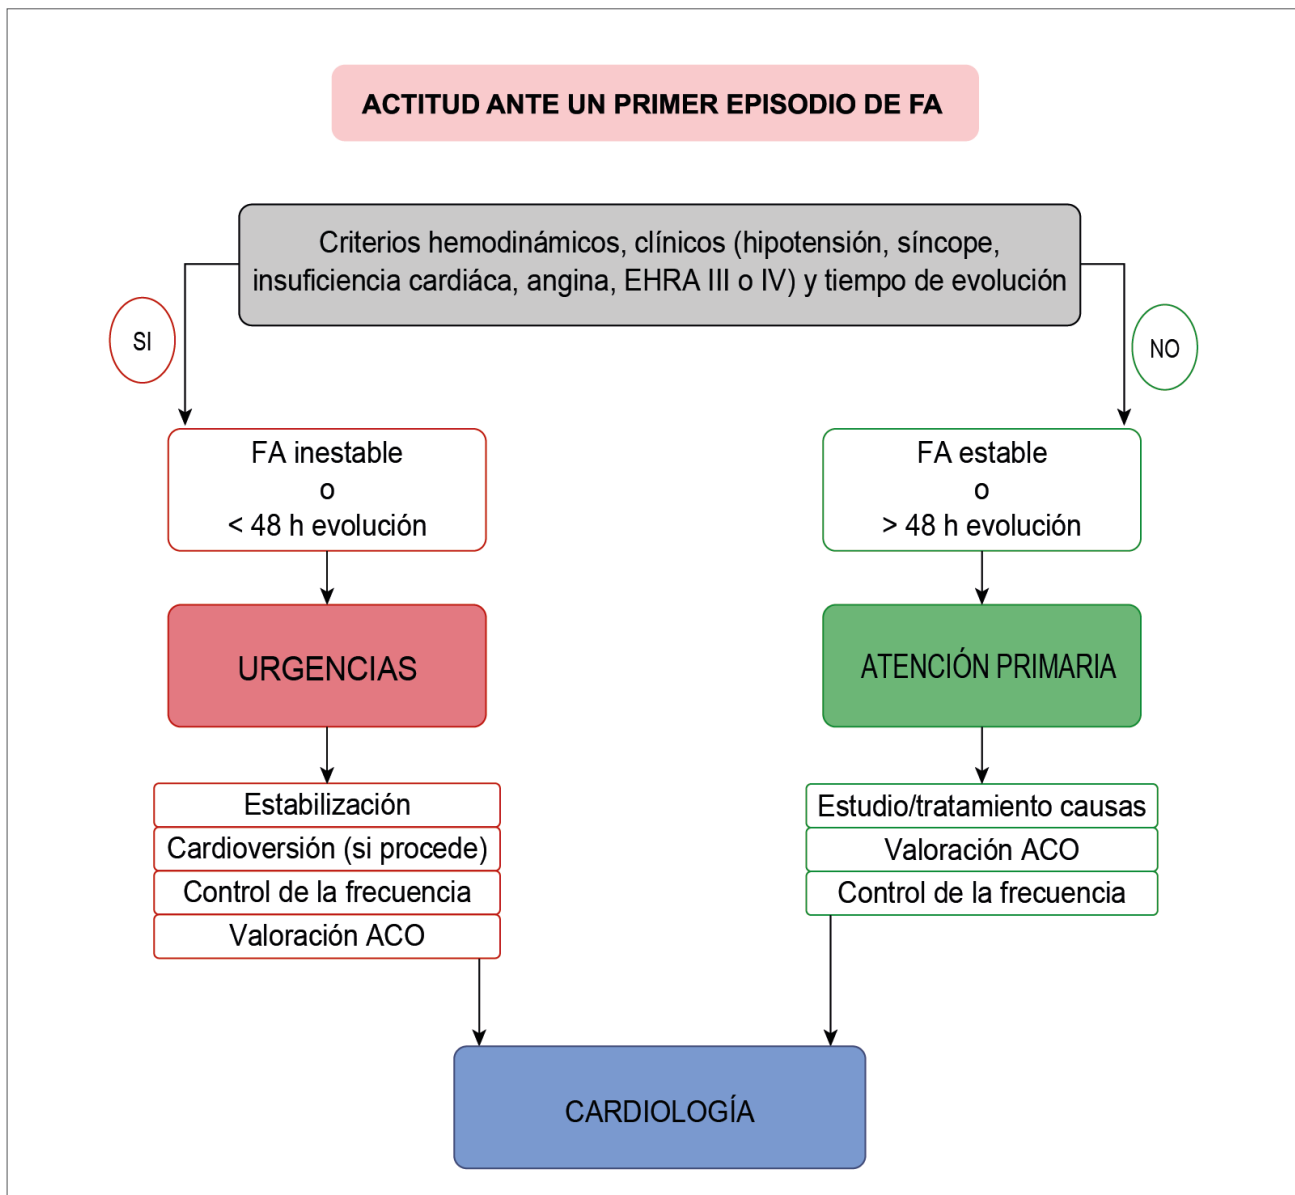 ACTITUD ANTE UN PRIMER EPISODIO DE FA
Criterios hemodinámicos, clínicos (hipotensión, síncope,
insuficiencia cardiáca, angina, EHRA III o IV) y tiempo de evolución
SI
NO
FA inestable
o
< 48 h evolución
FA estable
o
> 48 h evolución
URGENCIAS
ATENCIÓN PRIMARIA
Estabilización
Cardioversión (si procede)
Control de la frecuencia
Valoración ACO
Estudio/tratamiento causas
Valoración ACO
Control de la frecuencia
CARDIOLOGÍA